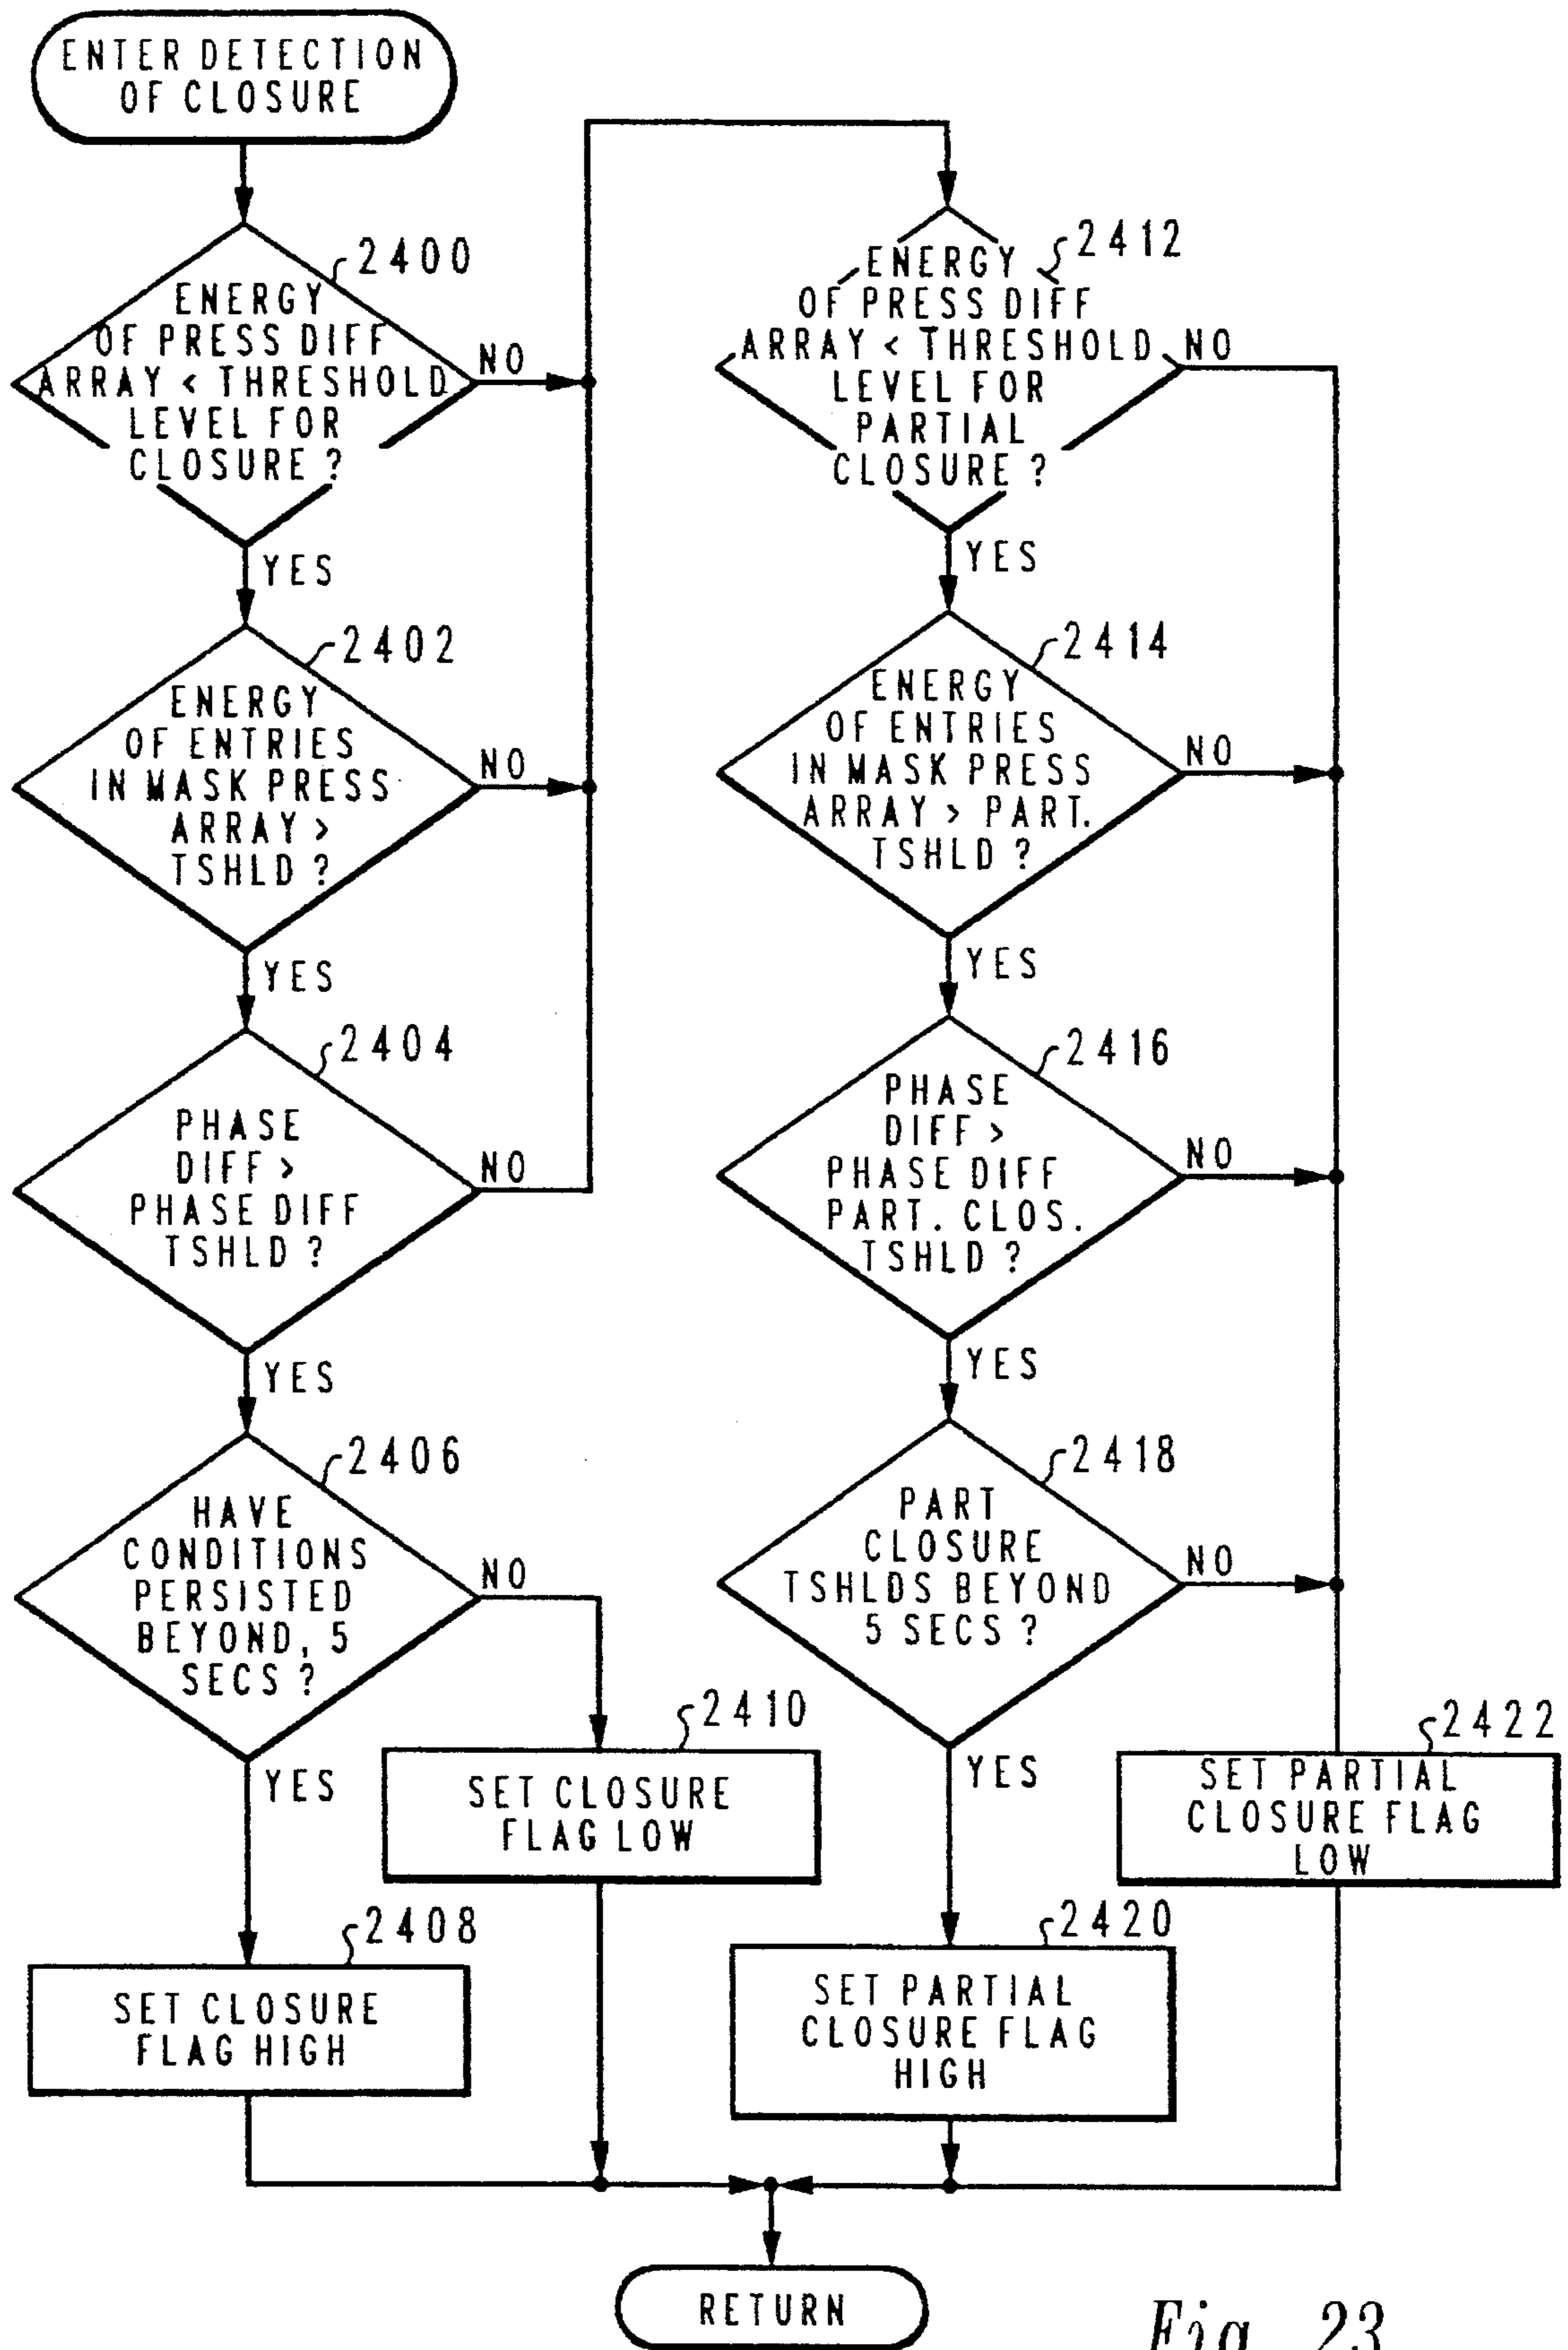 ENTER DETECTION
OF CLOSURE
2400
ENERGY
OF PRESS DIFF
ARRAY < THRESHOLD
LEVEL FOR
CLOSURE ?
NO
YES
2402
ENERGY
OF ENTRIES
IN MASK PRESS
ARRAY >
TSHLD ?
NO
YES
2404
PHASE
DIFF >
PHASE DIFF
TSHLD ?
NO
YES
2406
HAVE
CONDITIONS
PERSISTED
BEYOND, 5
SECS ?
NO
YES
2410
SET CLOSURE
FLAG LOW
2408
SET CLOSURE
FLAG HIGH
2412
ENERGY
OF PRESS DIFF
ARRAY < THRESHOLD
LEVEL FOR
PARTIAL
CLOSURE ?
NO
YES
2414
ENERGY
OF ENTRIES
IN MASK PRESS
ARRAY > PART.
TSHLD ?
NO
YES
2416
PHASE
DIFF >
PHASE DIFF
PART. CLOS.
TSHLD ?
NO
YES
2418
PART
CLOSURE
TSHLDS BEYOND
5 SECS ?
NO
YES
2422
SET PARTIAL
CLOSURE FLAG
LOW
2420
SET PARTIAL
CLOSURE FLAG
HIGH
RETURN
Fig. 23